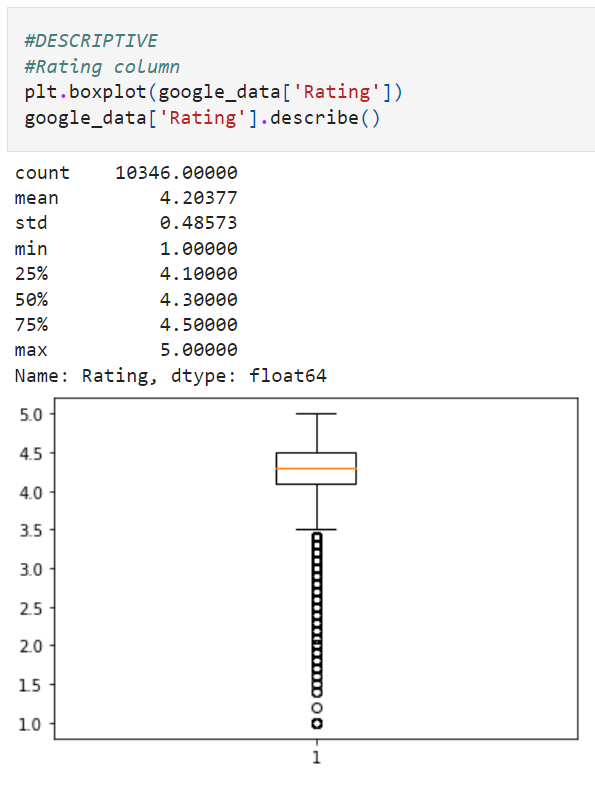 #DESCRIPTIVE
#Rating column
plt.boxplot(google_data['Rating'])
google_data['Rating'].describe()
count    10346.00000
mean         4.20377
std          0.48573
min          1.00000
25%          4.10000
50%          4.30000
75%          4.50000
max          5.00000
Name: Rating, dtype: float64
5.0
4.5
4.0
3.5
3.0
2.5
2.0
1.5
1.0
1